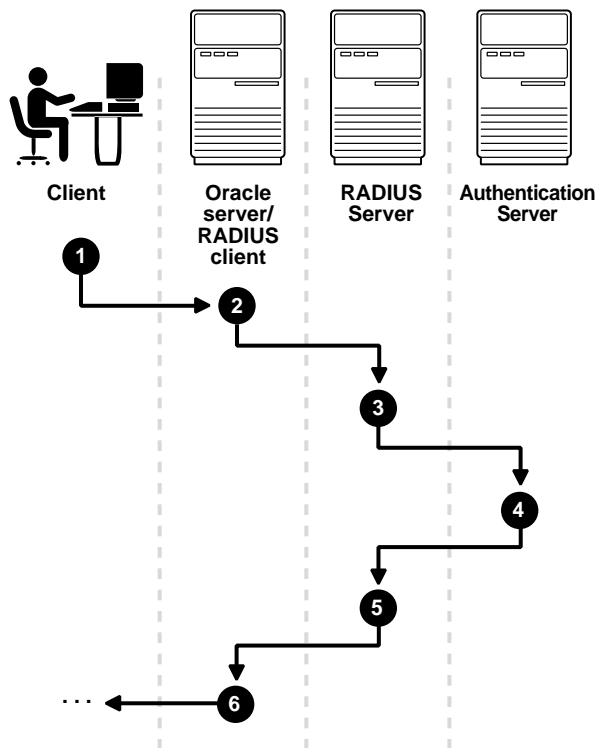 Client
Oracle
server/
RADIUS
client
RADIUS
Server
Authentication
Server
1
2
3
4
5
6
. . .